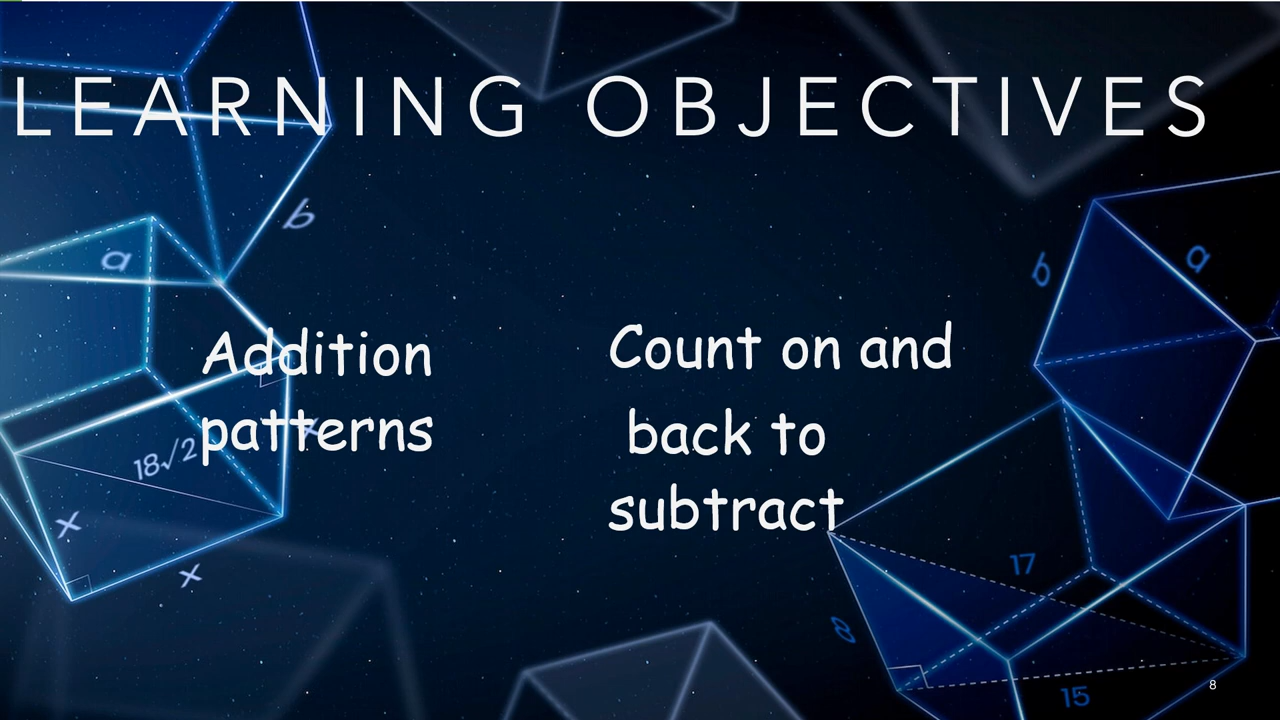 LEARNING OBJECTIVES
b
a
Addition
patterns
18√2
x
x
x
Count on and
back to
subtract
b
a
17
8
15
8